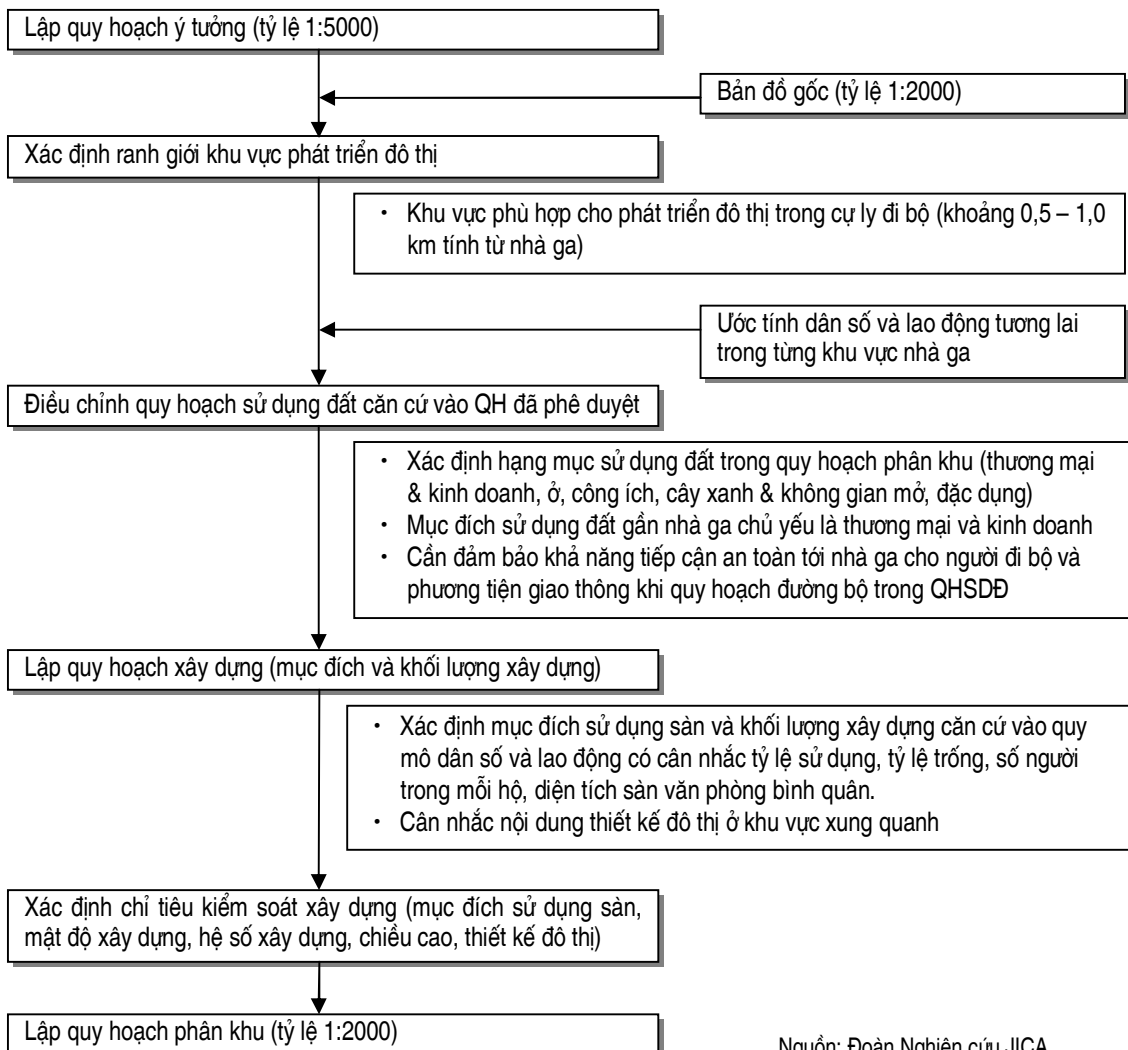 Lập quy hoạch ý tưởng (tỷ lệ 1:5000)
Bản đồ gốc (tỷ lệ 1:2000)
Xác định ranh giới khu vực phát triển đô thị
・ Khu vực phù hợp cho phát triển đô thị trong cự ly đi bộ (khoảng 0,5 – 1,0
km tính từ nhà ga)
Ước tính dân số và lao động tương lai
trong từng khu vực nhà ga
Điều chỉnh quy hoạch sử dụng đất căn cứ vào QH đã phê duyệt
・ Xác định hạng mục sử dụng đất trong quy hoạch phân khu (thương mại
& kinh doanh, ở, công ích, cây xanh & không gian mở, đặc dụng)
・ Mục đích sử dụng đất gần nhà ga chủ yếu là thương mại và kinh doanh
・ Cần đảm bảo khả năng tiếp cận an toàn tới nhà ga cho người đi bộ và
phương tiện giao thông khi quy hoạch đường bộ trong QHSDĐ
Lập quy hoạch xây dựng (mục đích và khối lượng xây dựng)
・ Xác định mục đích sử dụng sàn và khối lượng xây dựng căn cứ vào quy
mô dân số và lao động có cân nhắc tỷ lệ sử dụng, tỷ lệ trống, số người
trong mỗi hộ, diện tích sàn văn phòng bình quân.
・ Cân nhắc nội dung thiết kế đô thị ở khu vực xung quanh
Xác định chỉ tiêu kiểm soát xây dựng (mục đích sử dụng sàn,
mật độ xây dựng, hệ số xây dựng, chiều cao, thiết kế đô thị)
Lập quy hoạch phân khu (tỷ lệ 1:2000)
Nguồn: Đoàn Nghiên cứu JICA